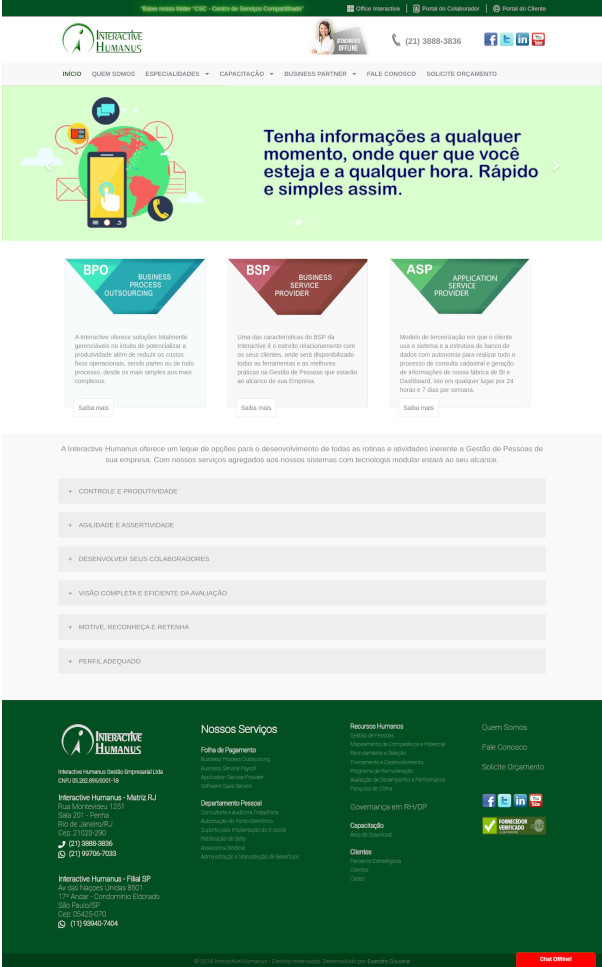 "Baixe nosso folder "CSC - Centro de Serviços Compartilhado"
Office Interactive
Portal do Colaborador
Portal do Cliente
INTERACTIVE
HUMANUS
ATENDIMENTO
OFFLINE
(21) 3888-3836
You
Tube
INÍCIO
QUEM SOMOS
ESPECIALIDADES
CAPACITAÇÃO
BUSINESS PARTNER
FALE CONOSCO
SOLICITE ORÇAMENTO
Tenha informações a qualquer
momento, onde quer que você
esteja e a qualquer hora. Rápido
e simples assim.
BPO
BUSINESS
PROCESS
OUTSOURCING
A Interactive oferece soluções totalmente
gerenciáveis no intuito de potencializar a
produtividade além de reduzir os custos
fixos operacionais, sendo partes ou de todo
processo, desde os mais simples aos mais
complexos.
Saiba mais
BSP
BUSINESS
SERVICE
PROVIDER
Uma das características do BSP da
Interactive é o estreito relacionamento com
os seus clientes, onde será disponibilizado
todas as ferramentas e as melhores
práticas na Gestão de Pessoas que estarão
ao alcance de sua Empresa.
Saiba mais
ASP
APPLICATION
SERVICE
PROVIDER
Modelo de terceirização em que o cliente
usa o sistema e a estrutura de banco de
dados com autonomia para realizar todo o
processo de consulta cadastral e geração
de informações de nossa fábrica de BI e
Dashboard, isto em qualquer lugar por 24
horas e 7 dias por semana.
Saiba mais
A Interactive Humanus oferece um leque de opções para o desenvolvimento de todas as rotinas e atividades inerente a Gestão de Pessoas de
sua empresa. Com nossos serviços agregados aos nossos sistemas com tecnologia modular estará ao seu alcance.
+ CONTROLE E PRODUTIVIDADE
+ AGILIDADE E ASSERTIVIDADE
+ DESENVOLVER SEUS COLABORADORES
+ VISÃO COMPLETA E EFICIENTE DA AVALIAÇÃO
+ MOTIVE, RECONHEÇA E RETENHA
+ PERFIL ADEQUADO
INTERACTIVE
HUMANUS
Interactive Humanus Gestão Empresarial Ltda
CNPJ 05.262.855/0001-18
Interactive Humanus - Matriz RJ
Rua Montevideu 1251
Sala 201 - Penha
Rio de Janeiro/RJ
Cep: 21020-290
(21) 3888-3836
(21) 99706-7033
Interactive Humanus - Filial SP
Av das Naçoes Unidas 8501
17º Andar - Condominio Eldorado
São Paulo/SP
Cep: 05425-070
(11) 93940-7404
Nossos Serviços
Folha de Pagamento
Business Process Outsourcing
Business Service Payroll
Application Service Provider
Software Saas Service
Departamento Pessoal
Consultoria e Auditoria Trabalhista
Automação do Ponto Eletrônico
Suporte para Implantação do E-social
Retificação de Sefip
Assessoria Sindical
Administração e Manutenção de Benefícios
Recursos Humanos
Gestão de Pessoas
Mapeamento de Competência e Potencial
Recrutamento e Seleção
Treinamento e Desenvolvimento
Programa de Remuneração
Avaliação de Desempenho e Performance
Pesquisa de Clima
Governança em RH/DP
Capacitação
Área de Download
Clientes
Parceiros Estratégicos
Clientes
Cases
Quem Somos
Fale Conosco
Solicite Orçamento
You
Tube
FORNECEDOR
VERIFICADO
© 2018 Interactive Humanus - Direitos reservados. Desenvolvido por Evandro Gouveia
Chat Offline!